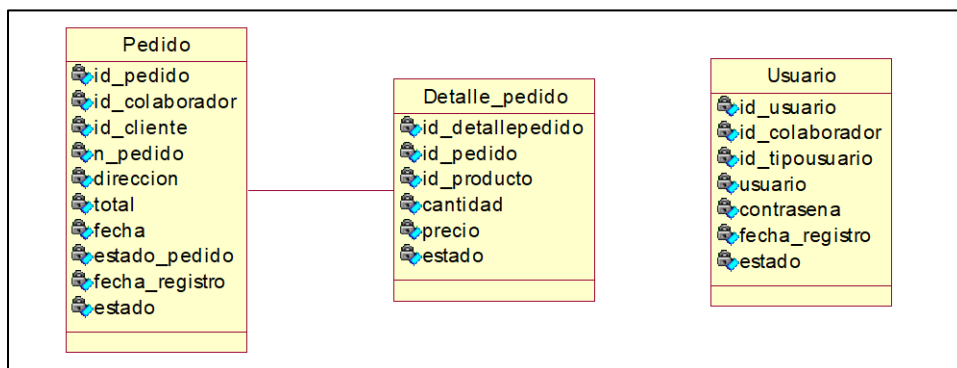 Pedido
id_pedido
id_colaborador
id_cliente
n_pedido
direccion
total
fecha
estado_pedido
fecha_registro
estado
Detalle_pedido
id_detallepedido
id_pedido
id_producto
cantidad
precio
estado
Usuario
id_usuario
id_colaborador
id_tipousuario
usuario
contrasena
fecha_registro
estado